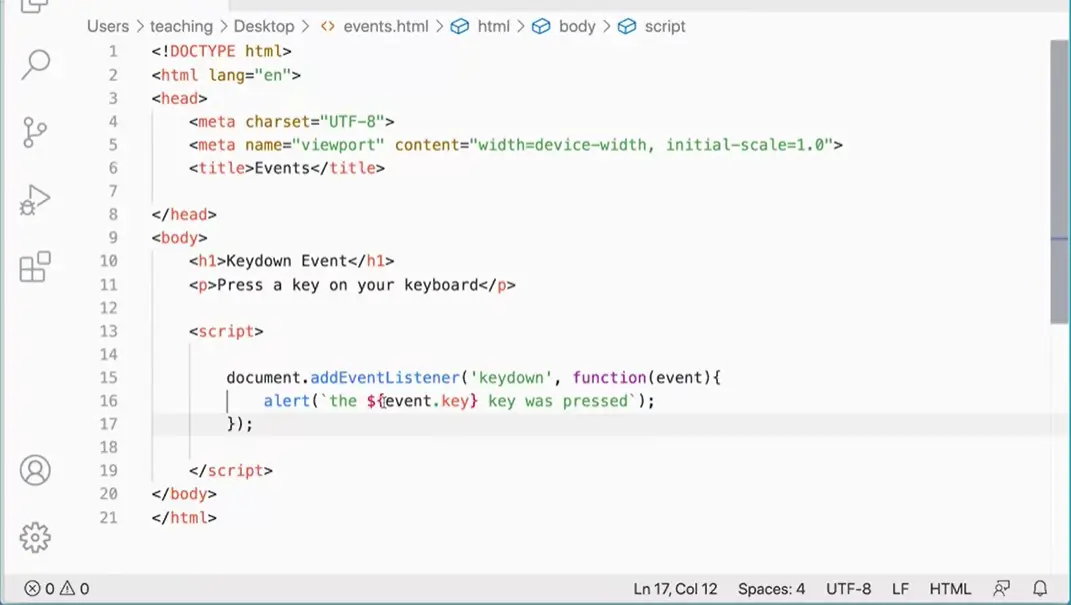 Users > teaching > Desktop > <> events.html > html > body > script
1 <!DOCTYPE html>
2 <html lang="en">
3 <head>
4 <meta charset="UTF-8">
5 <meta name="viewport" content="width=device-width, initial-scale=1.0">
6 <title>Events</title>
7
8 </head>
9 <body>
10 <h1>Keydown Event</h1>
11 <p>Press a key on your keyboard</p>
12
13 <script>
14
15 document.addEventListener('keydown', function(event){
16 alert(`the ${event.key} key was pressed`);
17 });
18
19 </script>
20 </body>
21 </html>
0 0 Ln 17, Col 12 Spaces: 4 UTF-8 LF HTML